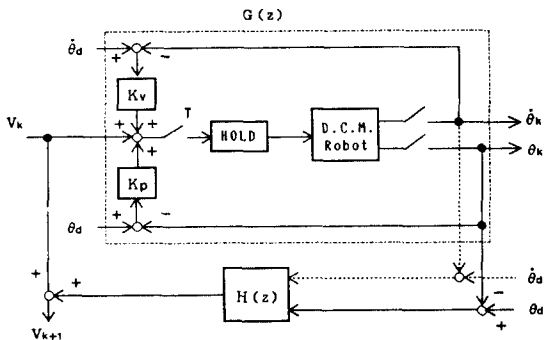 G(z)
θ̇d + −
Kv
+ +
Vk + T HOLD D.C.M. Robot θ̇k
+ θk
Kp
+ −
θd
θ̇d
+ + H(z) −
θd
+
Vk+1